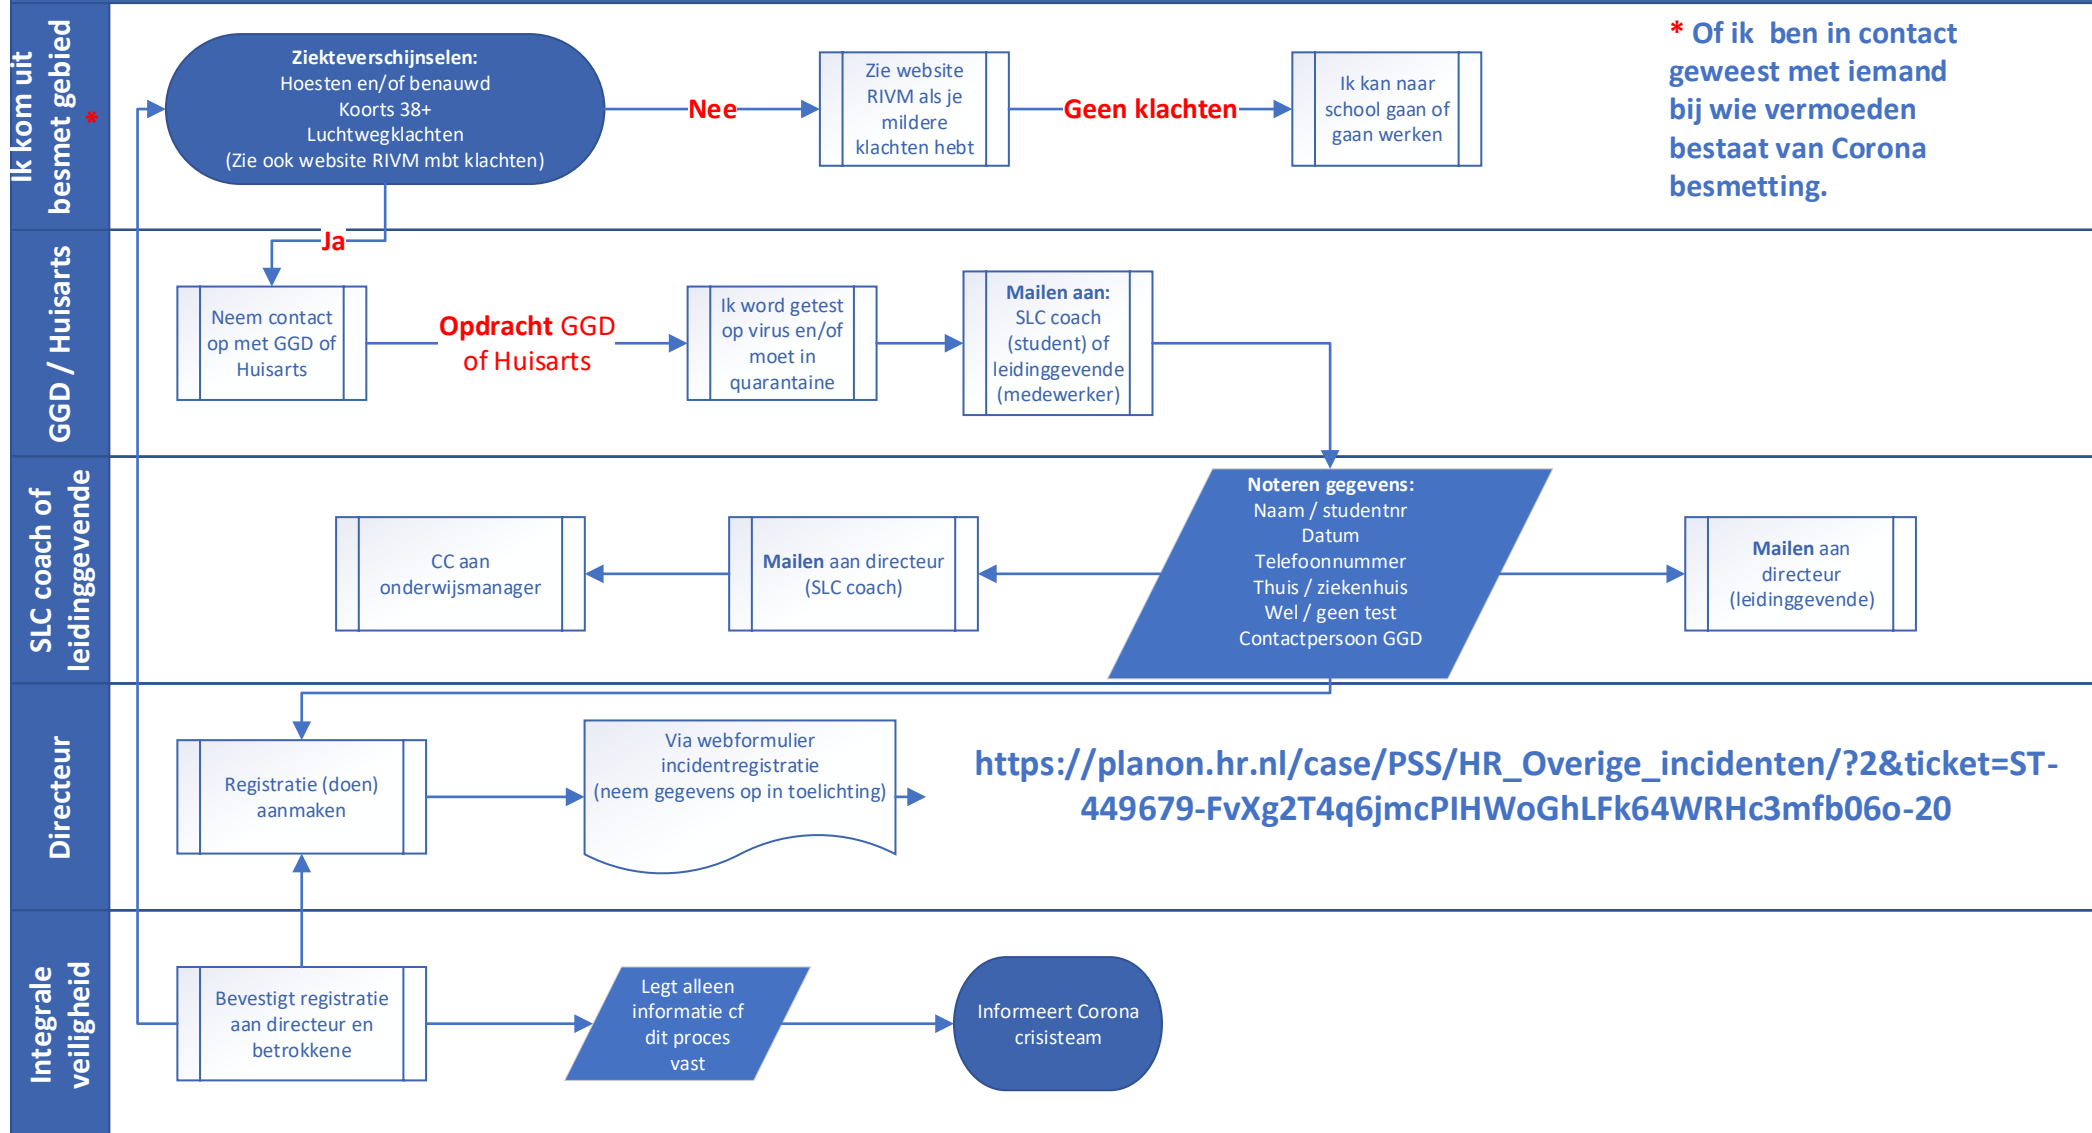 Ik kom uit
besmet gebied
*
Ziekteverschijnselen:
Hoesten en/of benauwd
Koorts 38+
Luchtwegklachten
(Zie ook website RIVM mbt klachten)
Nee
Zie website
RIVM als je
mildere
klachten hebt
Geen klachten
Ik kan naar
school gaan of
gaan werken
* Of ik ben in contact
geweest met iemand
bij wie vermoeden
bestaat van Corona
besmetting.
Ja
GGD / Huisarts
Neem contact
op met GGD of
Huisarts
Opdracht GGD
of Huisarts
Ik word getest
op virus en/of
moet in
quarantaine
Mailen aan:
SLC coach
(student) of
leidinggevende
(medewerker)
SLC coach of
leidinggevende
CC aan
onderwijsmanager
Mailen aan directeur
(SLC coach)
Noteren gegevens:
Naam / studentnr
Datum
Telefoonnummer
Thuis / ziekenhuis
Wel / geen test
Contactpersoon GGD
Mailen aan
directeur
(leidinggevende)
Directeur
Registratie (doen)
aanmaken
Via webformulier
incidentregistratie
(neem gegevens op in toelichting)
https://planon.hr.nl/case/PSS/HR_Overige_incidenten/?2&ticket=ST-
449679-FvXg2T4q6jmcPIHWoGhLFk64WRHc3mfb06o-20
Integrale
veiligheid
Bevestigt registratie
aan directeur en
betrokkene
Legt alleen
informatie cf
dit proces
vast
Informeert Corona
crisisteam